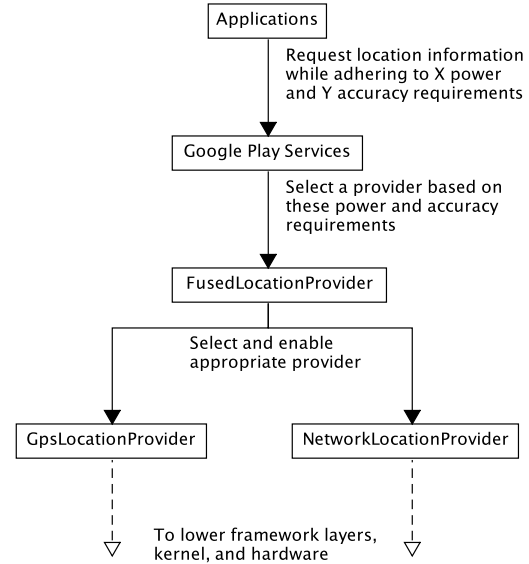 Applications
Request location information
while adhering to X power
and Y accuracy requirements
Google Play Services
Select a provider based on
these power and accuracy
requirements
FusedLocationProvider
Select and enable
appropriate provider
GpsLocationProvider
NetworkLocationProvider
To lower framework layers,
kernel, and hardware